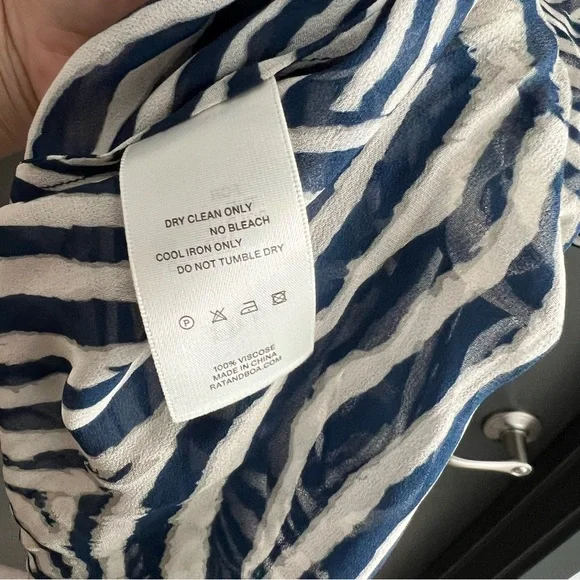 DRY CLEAN ONLY
NO BLEACH
COOL IRON ONLY
DO NOT TUMBLE DRY
P
100% VISCOSE
MADE IN CHINA
RATANDBOA.COM